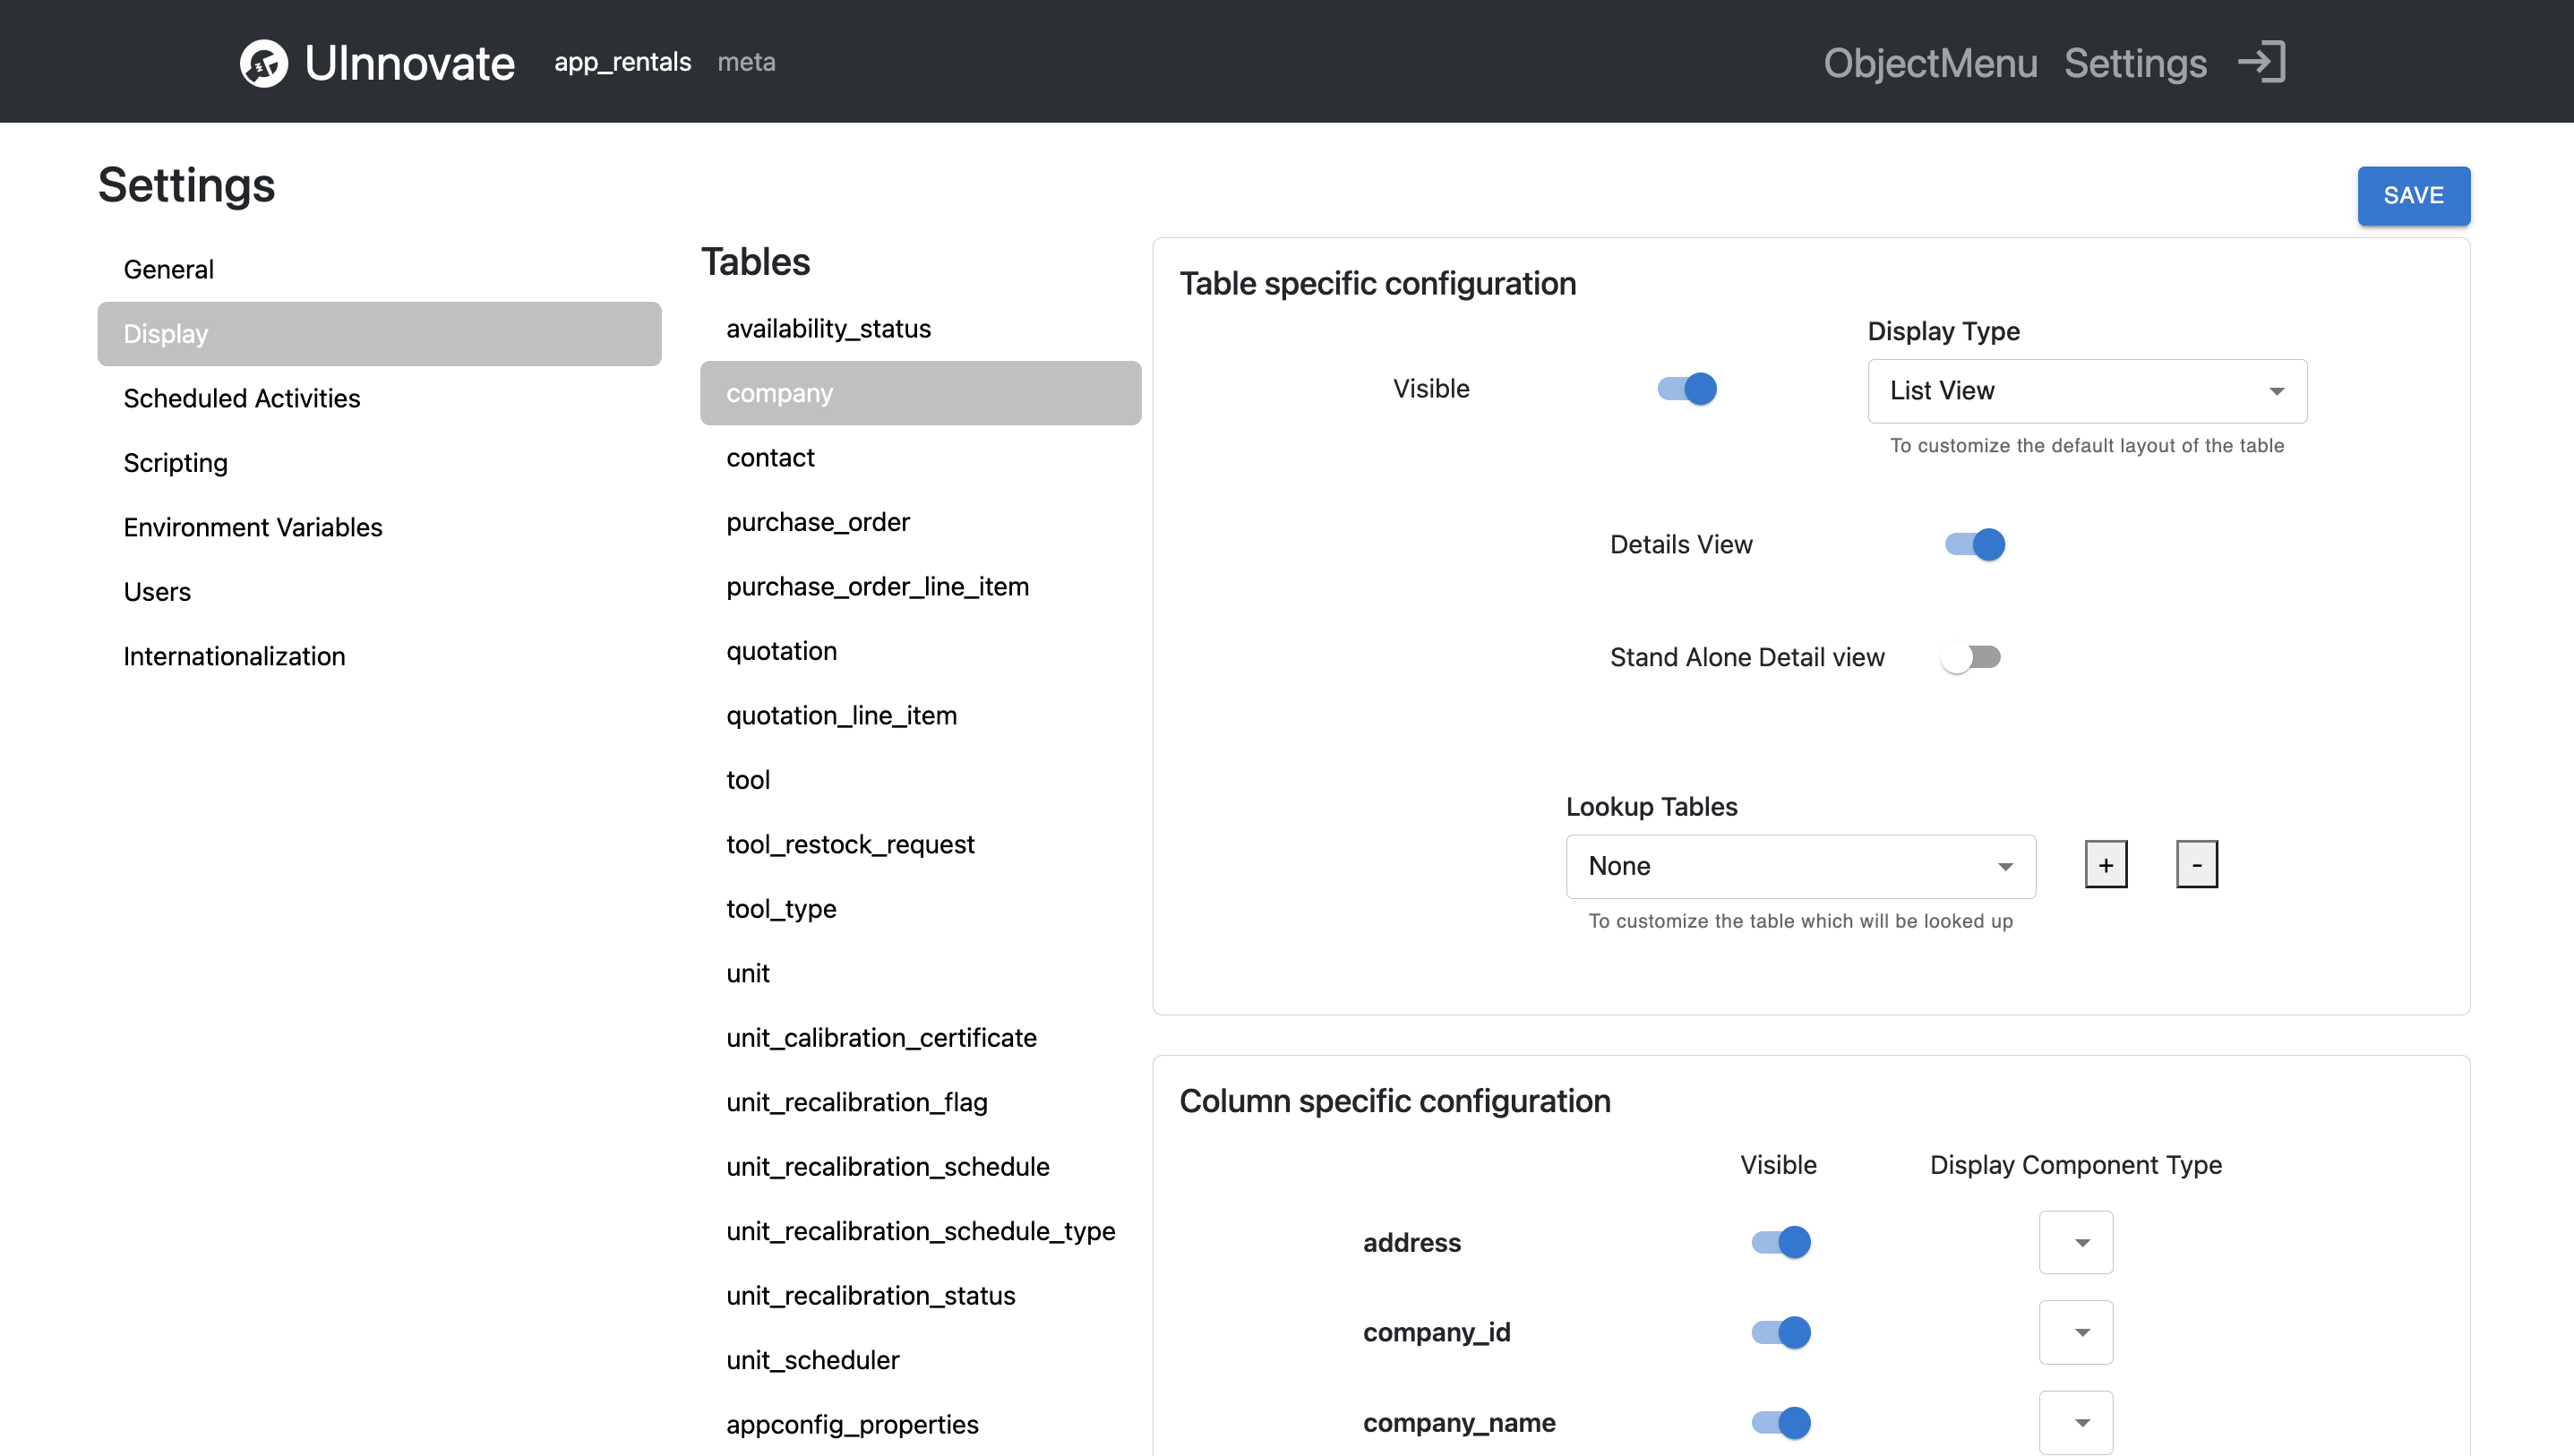 UInnovate app_rentals meta ObjectMenu Settings
Settings
SAVE
General
Display
Scheduled Activities
Scripting
Environment Variables
Users
Internationalization
Tables
availability_status
company
contact
purchase_order
purchase_order_line_item
quotation
quotation_line_item
tool
tool_restock_request
tool_type
unit
unit_calibration_certificate
unit_recalibration_flag
unit_recalibration_schedule
unit_recalibration_schedule_type
unit_recalibration_status
unit_scheduler
appconfig_properties
Table specific configuration
Display Type
Visible
List View
To customize the default layout of the table
Details View
Stand Alone Detail view
Lookup Tables
None
+ -
To customize the table which will be looked up
Column specific configuration
Visible Display Component Type
address
company_id
company_name